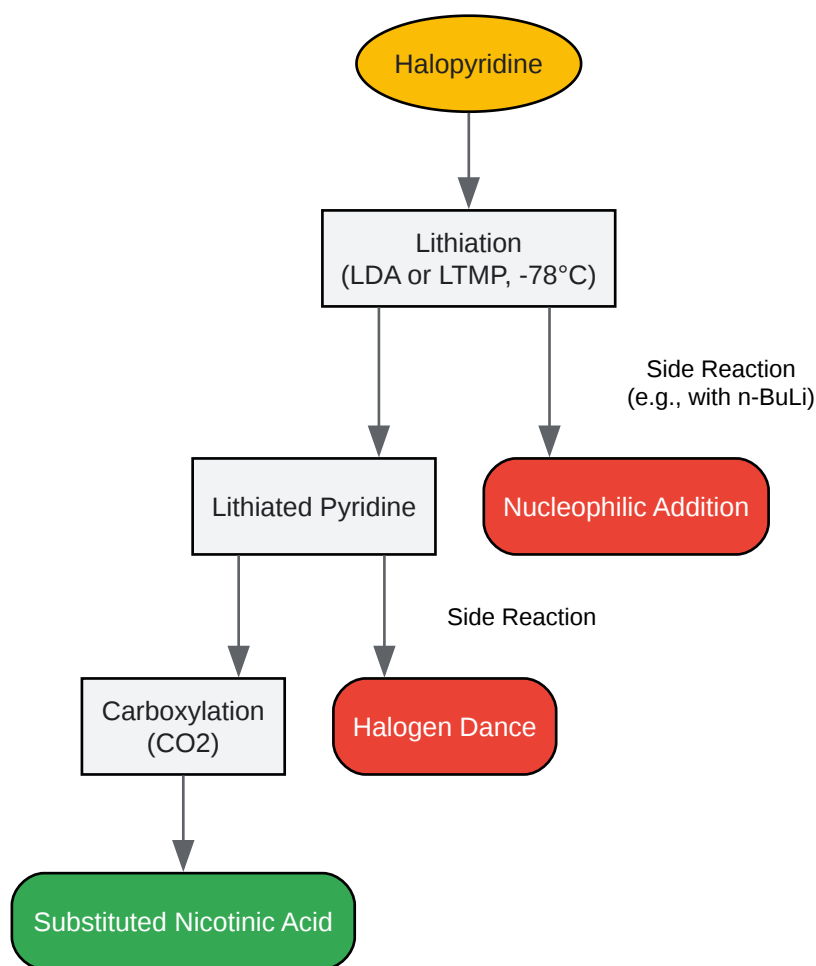 Halopyridine
Lithiation
(LDA or LTMP, -78°C)
Side Reaction
(e.g., with n-BuLi)
Lithiated Pyridine
Nucleophilic Addition
Side Reaction
Carboxylation
(CO2)
Halogen Dance
Substituted Nicotinic Acid